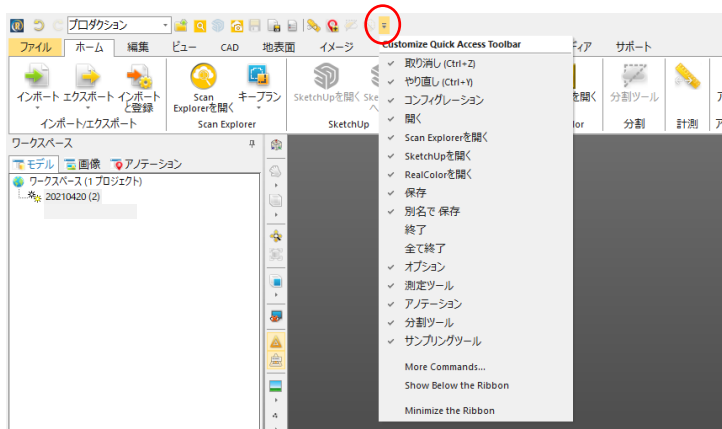 プロダクション
ファイル ホーム 編集 ビュー CAD 地表面 イメージ ィア サポート
インポート エクスポート インポートと登録 Scan Explorerを開く キープラン SketchUpを開く Ske を開く 分割ツール
インポート/エクスポート Scan Explorer SketchUp lor 分割 計測
ワークスペース
モデル 画像 アノテーション
ワークスペース (1 プロジェクト)
20210420 (2)
Customize Quick Access Toolbar
取り消し (Ctrl+Z)
やり直し (Ctrl+Y)
コンフィグレーション
開く
Scan Explorerを開く
SketchUpを開く
RealColorを開く
保存
別名で 保存
終了
全て終了
オプション
測定ツール
アノテーション
分割ツール
サンプリングツール
More Commands...
Show Below the Ribbon
Minimize the Ribbon